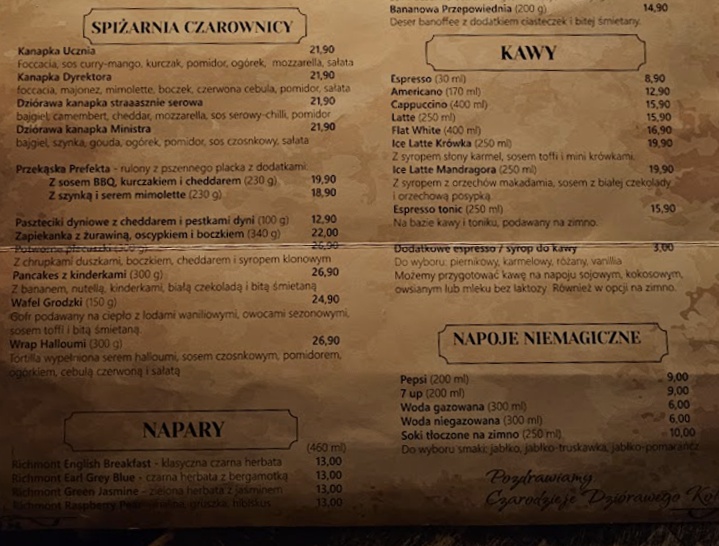 SPIŻARNIA CZAROWNICY
Kanapka Ucznia 21,90
Foccacia, sos curry-mango, kurczak, pomidor, ogórek, mozzarella, sałata
Kanapka Dyrektora 21,90
foccacia, majonez, mimolette, boczek, czerwona cebula, pomidor, sałata
Dziórawa kanapka straaasznie serowa 21,90
bajgiel, camembert, cheddar, mozzarella, sos serowy-chilli, pomidor
Dziórawa kanapka Ministra 21,90
bajgiel, szynka, gouda, ogórek, pomidor, sos czosnkowy, sałata
Przekąska Prefekta - rulony z pszennego placka z dodatkami:
Z sosem BBQ, kurczakiem i cheddarem (230 g) 19,90
Z szynką i serem mimolette (230 g) 18,90
Paszteciki dyniowe z cheddarem i pestkami dyni (100 g) 12,90
Zapiekanka z żurawiną, oscypkiem i boczkiem (340 g) 22,00
26,90
Z chrupkami duszkami, boczkiem, cheddarem i syropem klonowym
Pancakes z kinderkami (300 g) 26,90
Z bananem, nutellą, kinderkami, białą czekoladą i bitą śmietaną
Wafel Grodzki (150 g) 24,90
Gofr podawany na ciepło z lodami waniliowymi, owocami sezonowymi,
sosem toffi i bitą śmietaną.
Wrap Halloumi (300 g) 26,90
Tortilla wypełniona serem halloumi, sosem czosnkowym, pomidorem,
ogórkiem, cebulą czerwoną i sałatą
NAPARY
(460 ml)
Richmont English Breakfast - klasyczna czarna herbata 13,00
Richmont Earl Grey Blue - czarna herbata z bergamotką 13,00
Richmont Green Jasmine - zielona herbata z jaśminem 13,00
Richmont Raspberry gruszka, hibiskus 13,00
Bananowa Przepowiednia (200 g) 14,90
Deser banoffee z dodatkiem ciasteczek i bitej śmietany.
KAWY
Espresso (30 ml) 8,90
Americano (170 ml) 12,90
Cappuccino (400 ml) 15,90
Latte (250 ml) 15,90
Flat White (400 ml) 16,90
Ice Latte Krówka (250 ml) 19,90
Z syropem słony karmel, sosem toffi i mini krówkami.
Ice Latte Mandragora (250 ml) 19,90
Z syropem z orzechów makadamia, sosem z białej czekolady
i orzechową posypką.
Espresso tonic (250 ml) 15,90
Na bazie kawy i toniku, podawany na zimno.
Dodatkowe espresso / syrop do kawy 3,00
Do wyboru: piernikowy, karmelowy, różany, vanillia
Możemy przygotować kawę na napoju sojowym, kokosowym,
owsianym lub mleku bez laktozy. Również w opcji na zimno.
NAPOJE NIEMAGICZNE
Pepsi (200 ml) 9,00
7 up (200 ml) 9,00
Woda gazowana (300 ml) 6,00
Woda niegazowana (300 ml) 6,00
Soki tłoczone na zimno (250 ml) 10,00
Do wyboru smaki: jabłko, jabłko-truskawka, jabłko-pomarańcz
Pozdrawiamy
Czarodzieje Dziórawego Kot